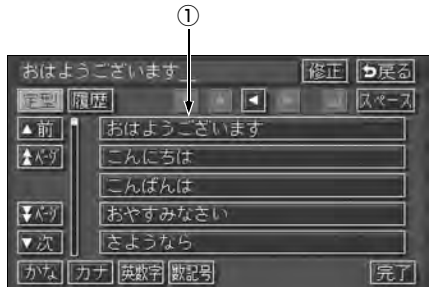 ①
おはようございます_ 修正 戻る
定型 履歴 ◀ スペース
▲前 おはようございます
ページ こんにちは
こんばんは
ページ おやすみなさい
▼次 さようなら
かな カナ 英数字 数記号 完了